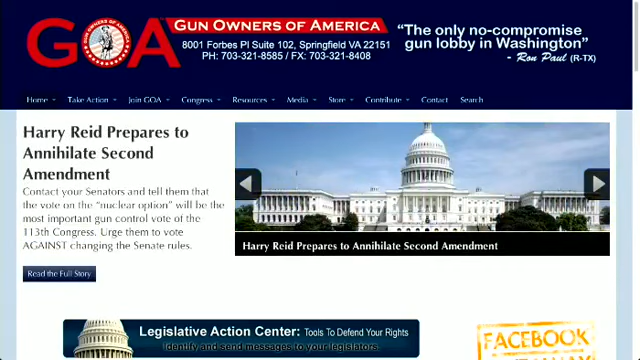 GOA
GUN OWNERS OF AMERICA
8001 Forbes Pl Suite 102, Springfield VA 22151
PH: 703-321-8585 / FX: 703-321-8408
“The only no-compromise
gun lobby in Washington”
- Ron Paul (R-TX)
Home Take Action Join GOA Congress Resources Media Store Contribute Contact Search
Harry Reid Prepares to
Annihilate Second
Amendment
Contact your Senators and tell them that
the vote on the “nuclear option” will be the
most important gun control vote of the
113th Congress. Urge them to vote
AGAINST changing the Senate rules.
Read the Full Story
Harry Reid Prepares to Annihilate Second Amendment
Legislative Action Center: Tools To Defend Your Rights
Identify and send messages to your legislators
FACEBOOK